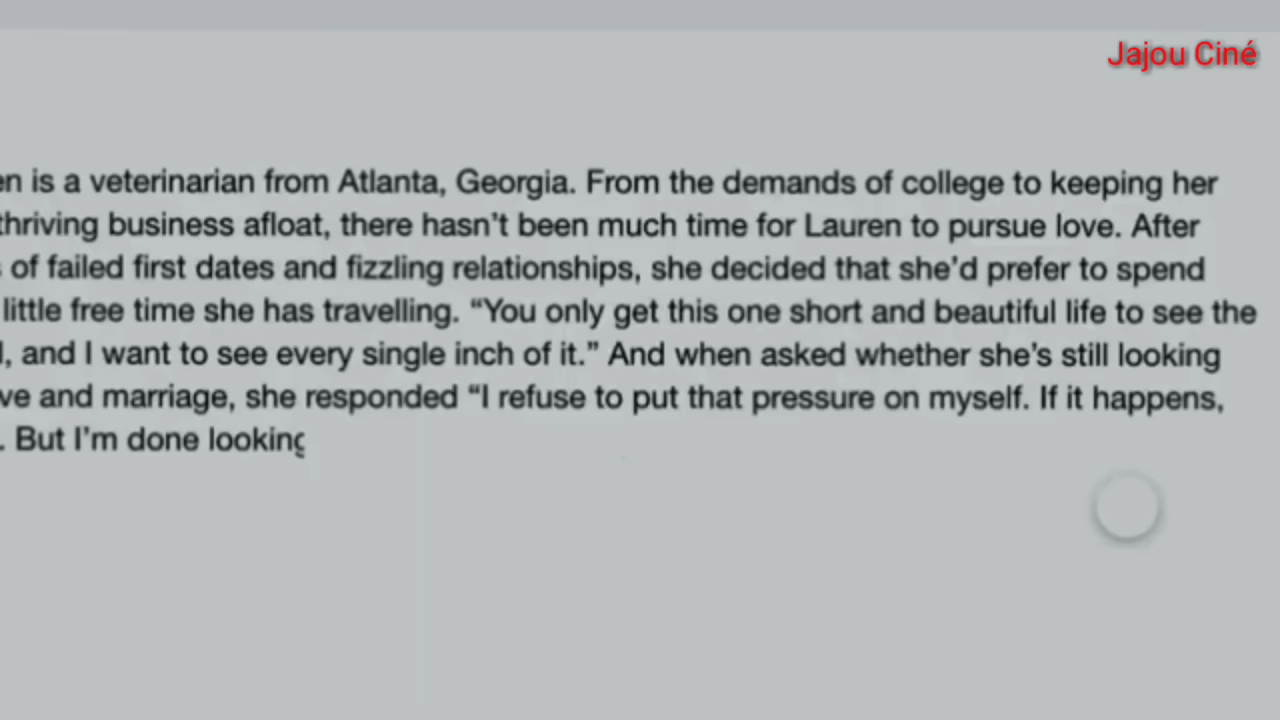 Jajou Ciné
en is a veterinarian from Atlanta, Georgia. From the demands of college to keeping her
thriving business afloat, there hasn’t been much time for Lauren to pursue love. After
of failed first dates and fizzling relationships, she decided that she’d prefer to spend
little free time she has travelling. “You only get this one short and beautiful life to see the
, and I want to see every single inch of it.” And when asked whether she’s still looking
ve and marriage, she responded “I refuse to put that pressure on myself. If it happens,
. But I’m done looking